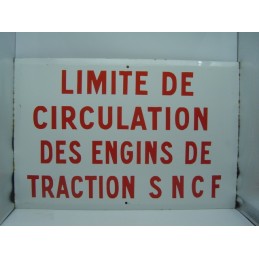 LIMITE DE
CIRCULATION
DES ENGINS DE
TRACTION S N C F